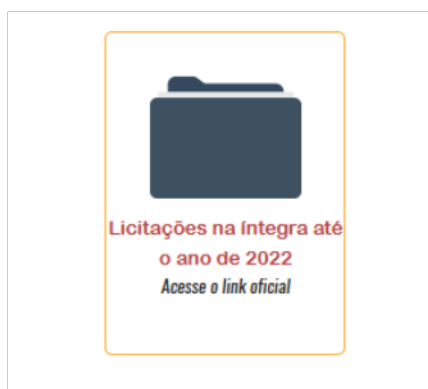 Licitações na íntegra até
o ano de 2022
Acesse o link oficial